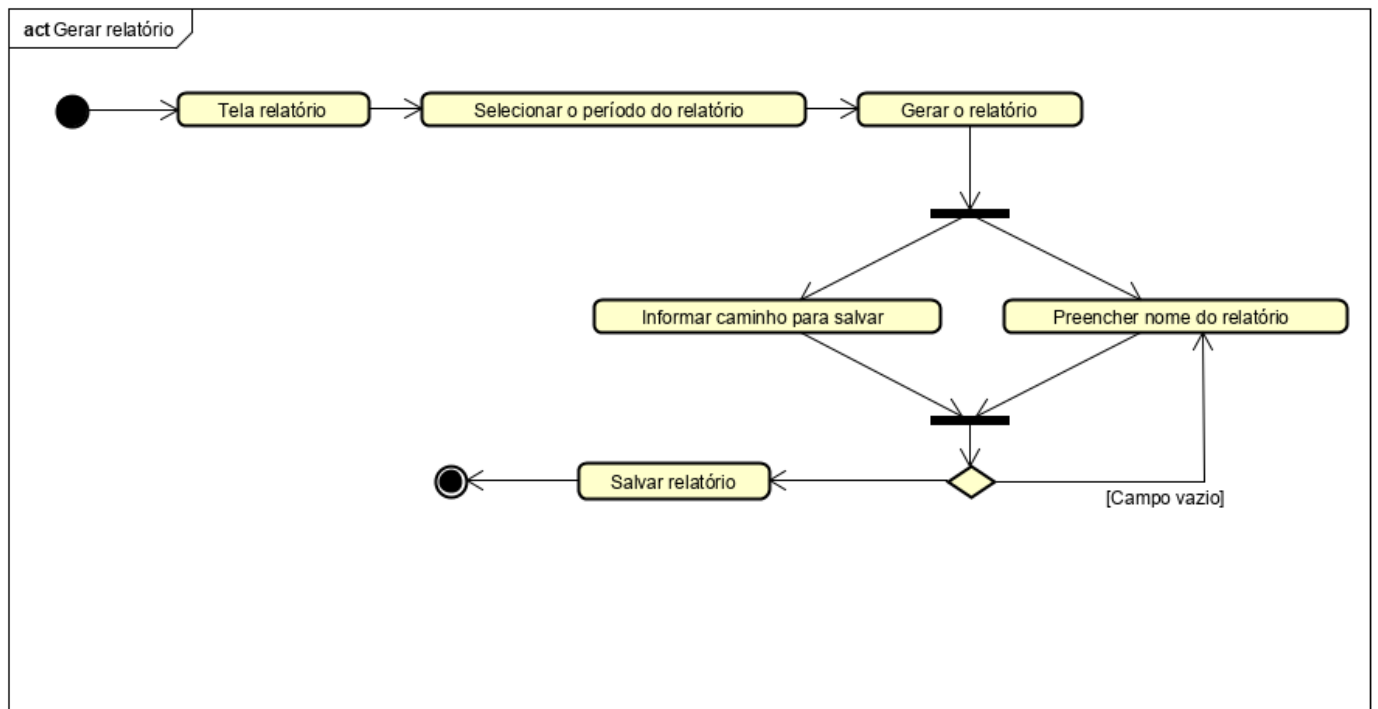 act Gerar relatório
Tela relatório
Selecionar o período do relatório
Gerar o relatório
Informar caminho para salvar
Preencher nome do relatório
Salvar relatório
[Campo vazio]